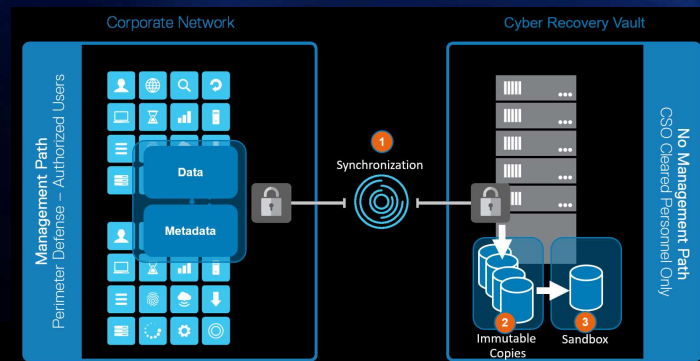 Corporate Network
Cyber Recovery Vault
Management Path
Perimeter Defense – Authorized Users
Data
Metadata
1
Synchronization
2
Immutable
Copies
3
Sandbox
No Management Path
CSO Cleared Personnel Only